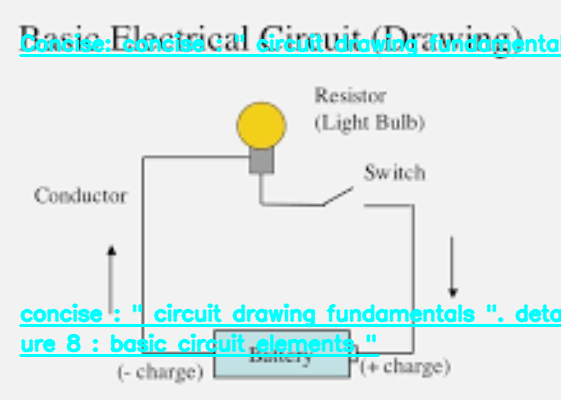 Basic Electrical Circuit (Drawing)
Concise: concise : " circuit drawing fundamental
Resistor
(Light Bulb)
Switch
Conductor
concise : " circuit drawing fundamentals ". deta
ure 8 : basic circuit elements "
Battery
(- charge)
(+ charge)